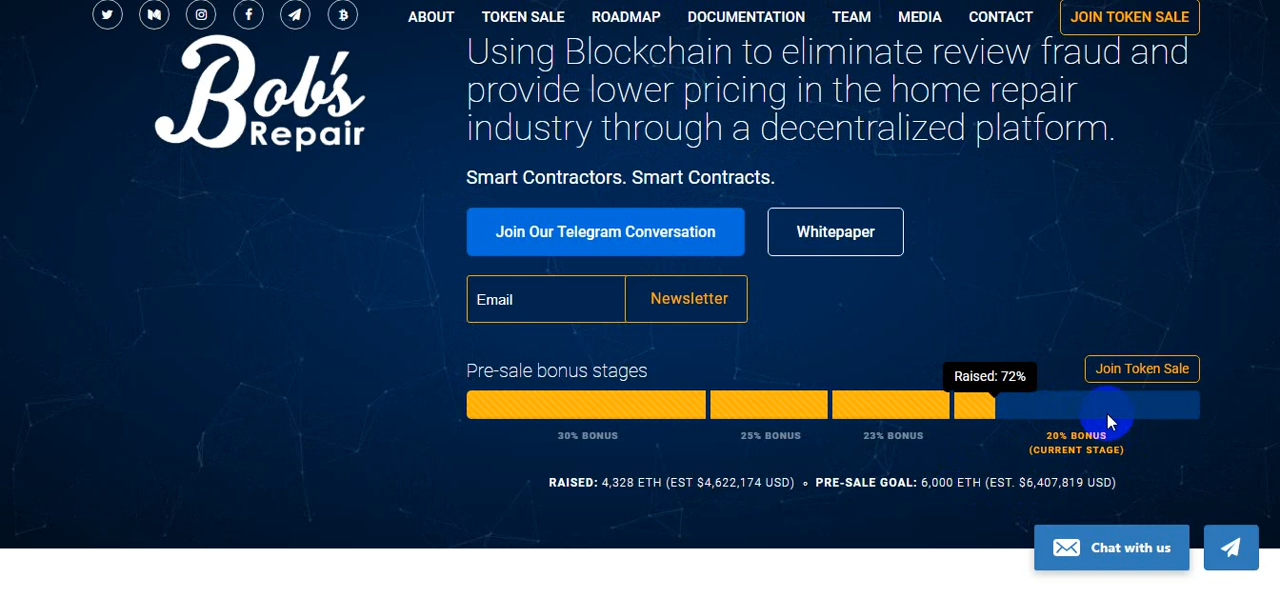 ABOUT TOKEN SALE ROADMAP DOCUMENTATION TEAM MEDIA CONTACT JOIN TOKEN SALE
Bob's
Repair
Using Blockchain to eliminate review fraud and
provide lower pricing in the home repair
industry through a decentralized platform.
Smart Contractors. Smart Contracts.
Join Our Telegram Conversation Whitepaper
Email Newsletter
Pre-sale bonus stages Join Token Sale
Raised: 72%
30% BONUS 25% BONUS 23% BONUS 20% BONUS
(CURRENT STAGE)
RAISED: 4,328 ETH (EST $4,622,174 USD) ∘ PRE-SALE GOAL: 6,000 ETH (EST. $6,407,819 USD)
Chat with us